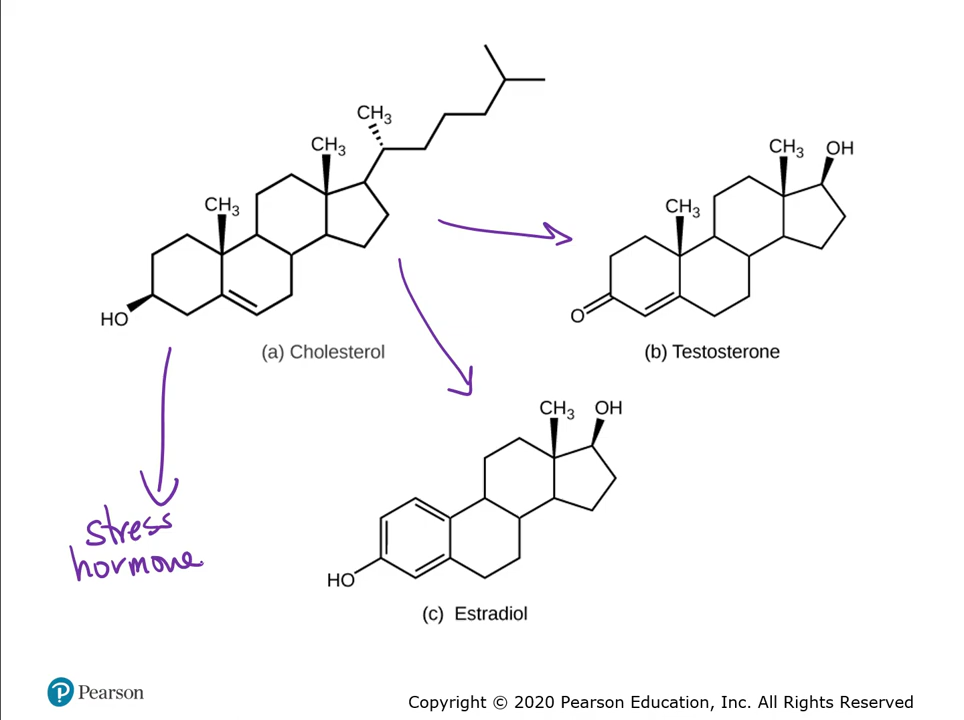 CH₃
CH₃
CH₃
HO
(a) Cholesterol
CH₃
OH
CH₃
O
(b) Testosterone
CH₃
OH
HO
(c) Estradiol
stress
hormone
Pearson
Copyright © 2020 Pearson Education, Inc. All Rights Reserved